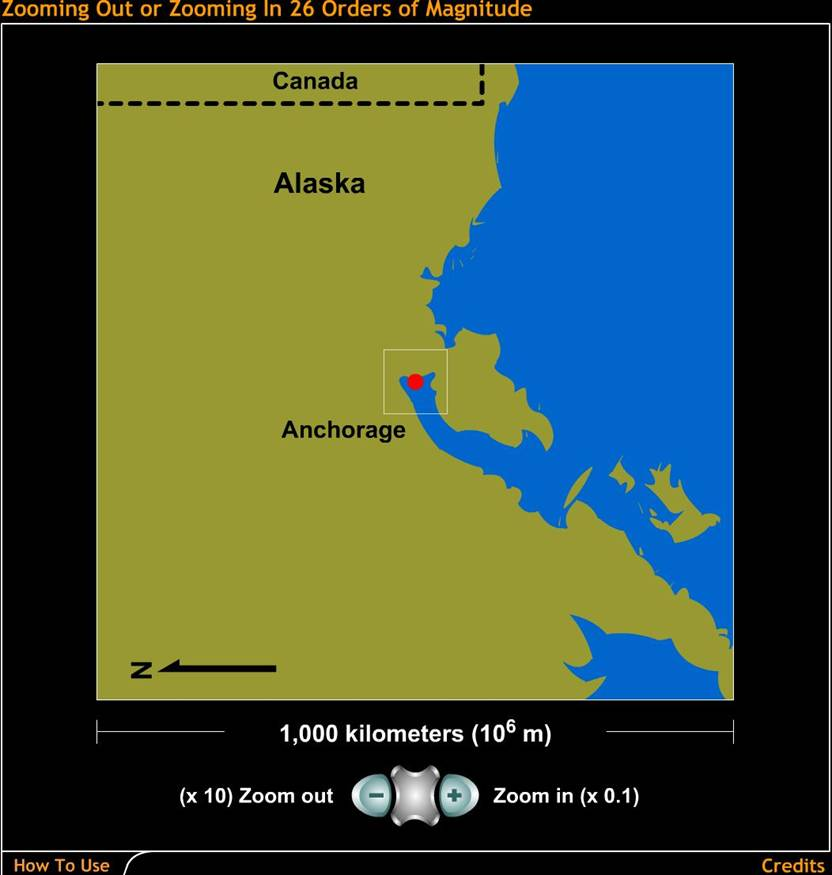 Zooming Out or Zooming In 26 Orders of Magnitude
Canada
Alaska
Anchorage
N
1,000 kilometers (10⁶ m)
(x 10) Zoom out − + Zoom in (x 0.1)
How To Use
Credits